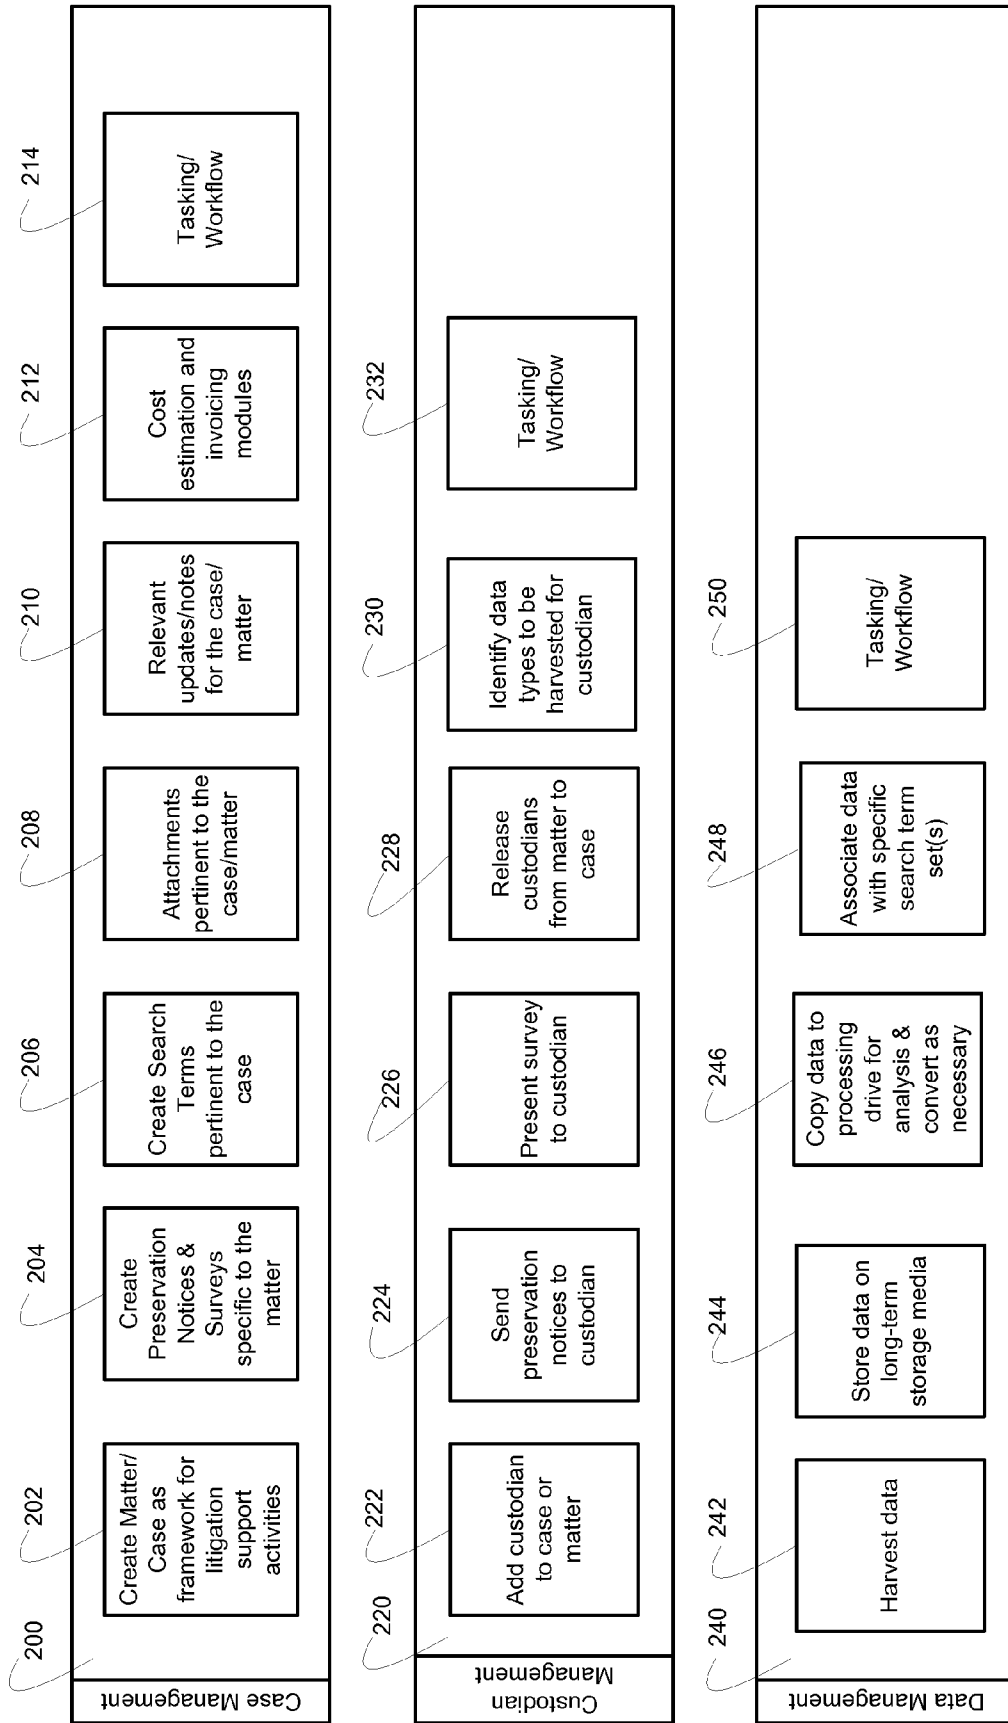 Case Management
200
202
Create Matter/
Case as
framework for
litigation
support
activities
204
Create
Preservation
Notices &
Surveys
specific to the
matter
206
Create Search
Terms
pertinent to the
case
208
Attachments
pertinent to the
case/matter
210
Relevant
updates/notes
for the case/
matter
212
Cost
estimation and
invoicing
modules
214
Tasking/
Workflow
Custodian
Management
220
222
Add custodian
to case or
matter
224
Send
preservation
notices to
custodian
226
Present survey
to custodian
228
Release
custodians
from matter to
case
230
Identify data
types to be
harvested for
custodian
232
Tasking/
Workflow
Data Management
240
242
Harvest data
244
Store data on
long-term
storage media
246
Copy data to
processing
drive for
analysis &
convert as
necessary
248
Associate data
with specific
search term
set(s)
250
Tasking/
Workflow